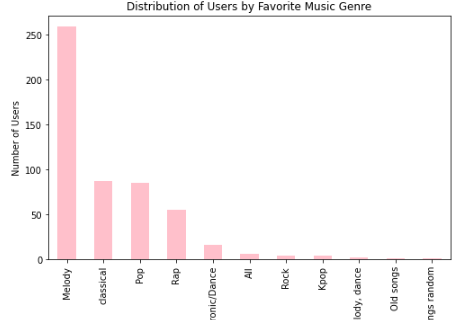 Distribution of Users by Favorite Music Genre
Number of Users
250
200
150
100
50
0
Melody
classical
Pop
Rap
ronic/Dance
All
Rock
Kpop
lody, dance
Old songs
ngs random